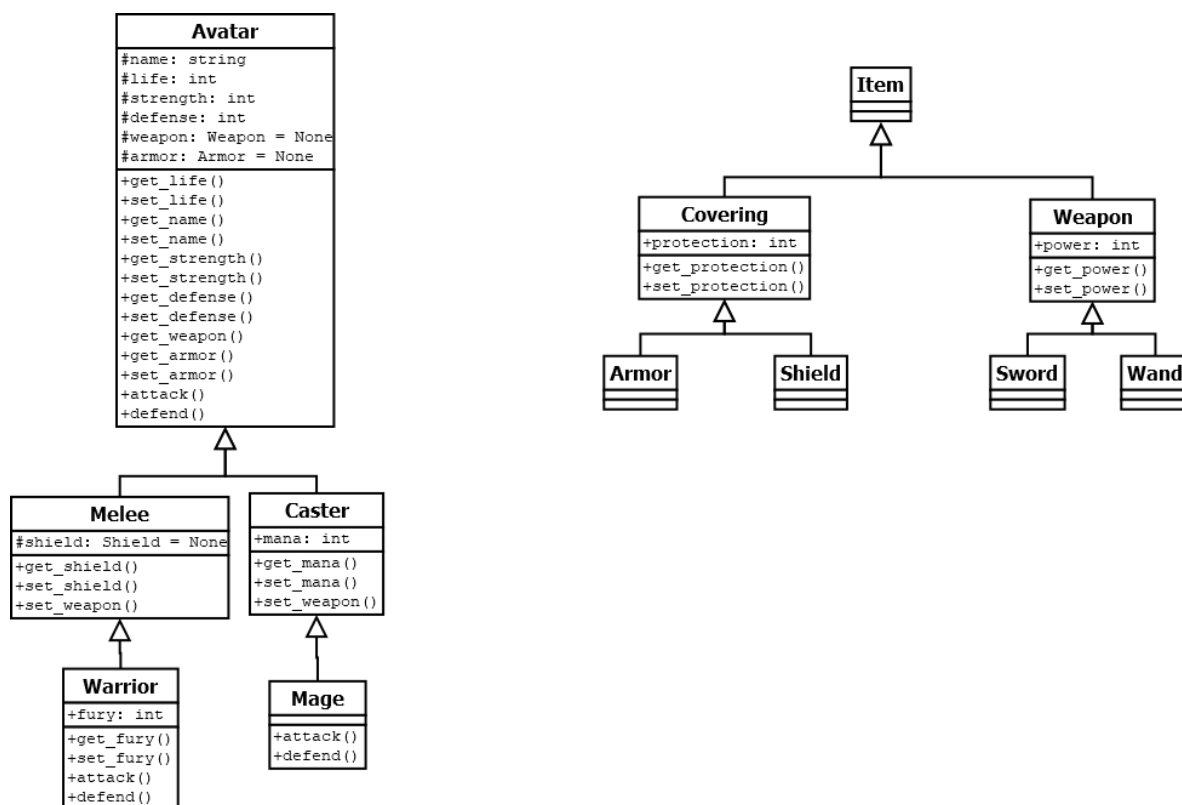 Avatar
#name: string
#life: int
#strength: int
#defense: int
#weapon: Weapon = None
#armor: Armor = None
+get_life()
+set_life()
+get_name()
+set_name()
+get_strength()
+set_strength()
+get_defense()
+set_defense()
+get_weapon()
+get_armor()
+set_armor()
+attack()
+defend()
Melee
#shield: Shield = None
+get_shield()
+set_shield()
+set_weapon()
Caster
+mana: int
+get_mana()
+set_mana()
+set_weapon()
Warrior
+fury: int
+get_fury()
+set_fury()
+attack()
+defend()
Mage
+attack()
+defend()
Item
Covering
+protection: int
+get_protection()
+set_protection()
Weapon
+power: int
+get_power()
+set_power()
Armor
Shield
Sword
Wand